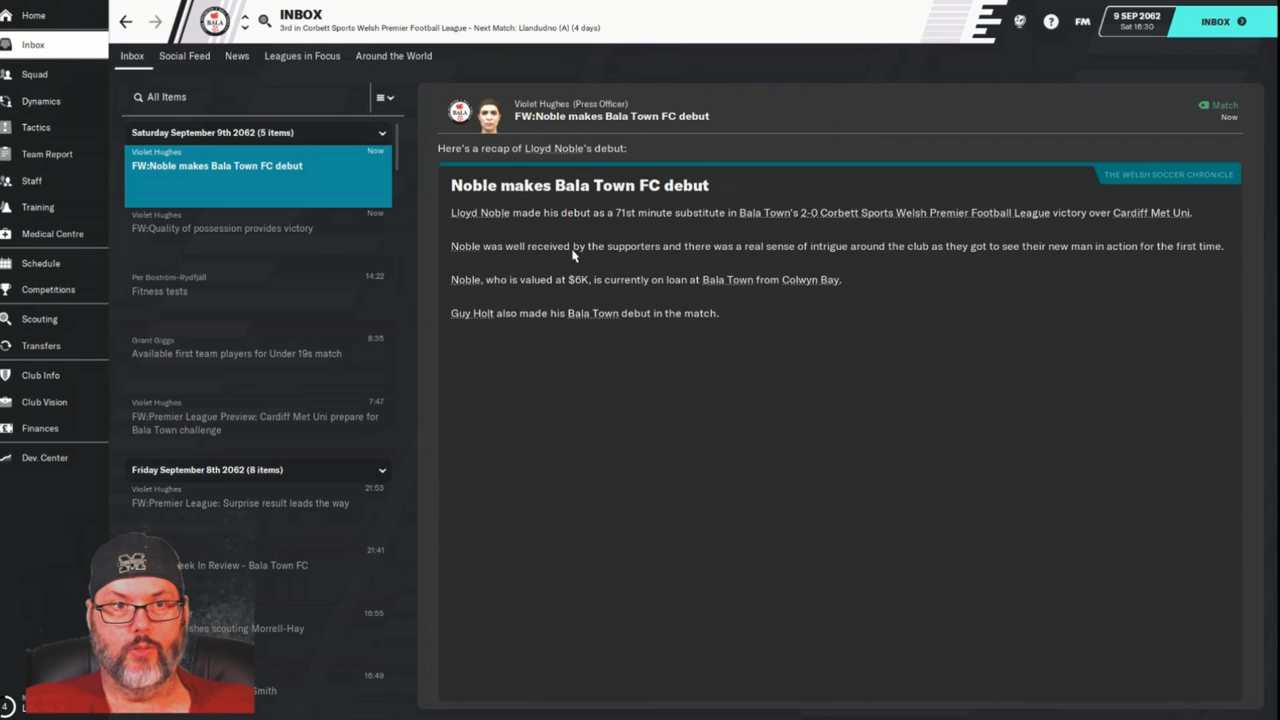 Home
Inbox
Squad
Dynamics
Tactics
Team Report
Staff
Training
Medical Centre
Schedule
Competitions
Scouting
Transfers
Club Info
Club Vision
Finances
Dev. Center
4
BALA
INBOX
3rd in Corbett Sports Welsh Premier Football League - Next Match: Llandudno (A) (4 days)
?
FM
9 SEP 2062
Sat 16:30
INBOX
Inbox
Social Feed
News
Leagues in Focus
Around the World
All Items
Saturday September 9th 2062 (5 items)
Violet Hughes
Now
FW:Noble makes Bala Town FC debut
Violet Hughes
Now
FW:Quality of possession provides victory
Per Bostrom-Rydfjäll
14:22
Fitness tests
Grant Giggs
8:35
Available first team players for Under 19s match
Violet Hughes
7:47
FW:Premier League Preview: Cardiff Met Uni prepare for
Bala Town challenge
Friday September 8th 2062 (8 items)
Violet Hughes
21:53
FW:Premier League: Surprise result leads the way
21:41
eek In Review - Bala Town FC
16:55
shes scouting Morrell-Hay
16:49
Smith
BALA
Violet Hughes (Press Officer)
FW:Noble makes Bala Town FC debut
Match
Now
Here's a recap of Lloyd Noble's debut:
THE WELSH SOCCER CHRONICLE
Noble makes Bala Town FC debut
Lloyd Noble made his debut as a 71st minute substitute in Bala Town's 2-0 Corbett Sports Welsh Premier Football League victory over Cardiff Met Uni.
Noble was well received by the supporters and there was a real sense of intrigue around the club as they got to see their new man in action for the first time.
Noble, who is valued at $6K, is currently on loan at Bala Town from Colwyn Bay.
Guy Holt also made his Bala Town debut in the match.